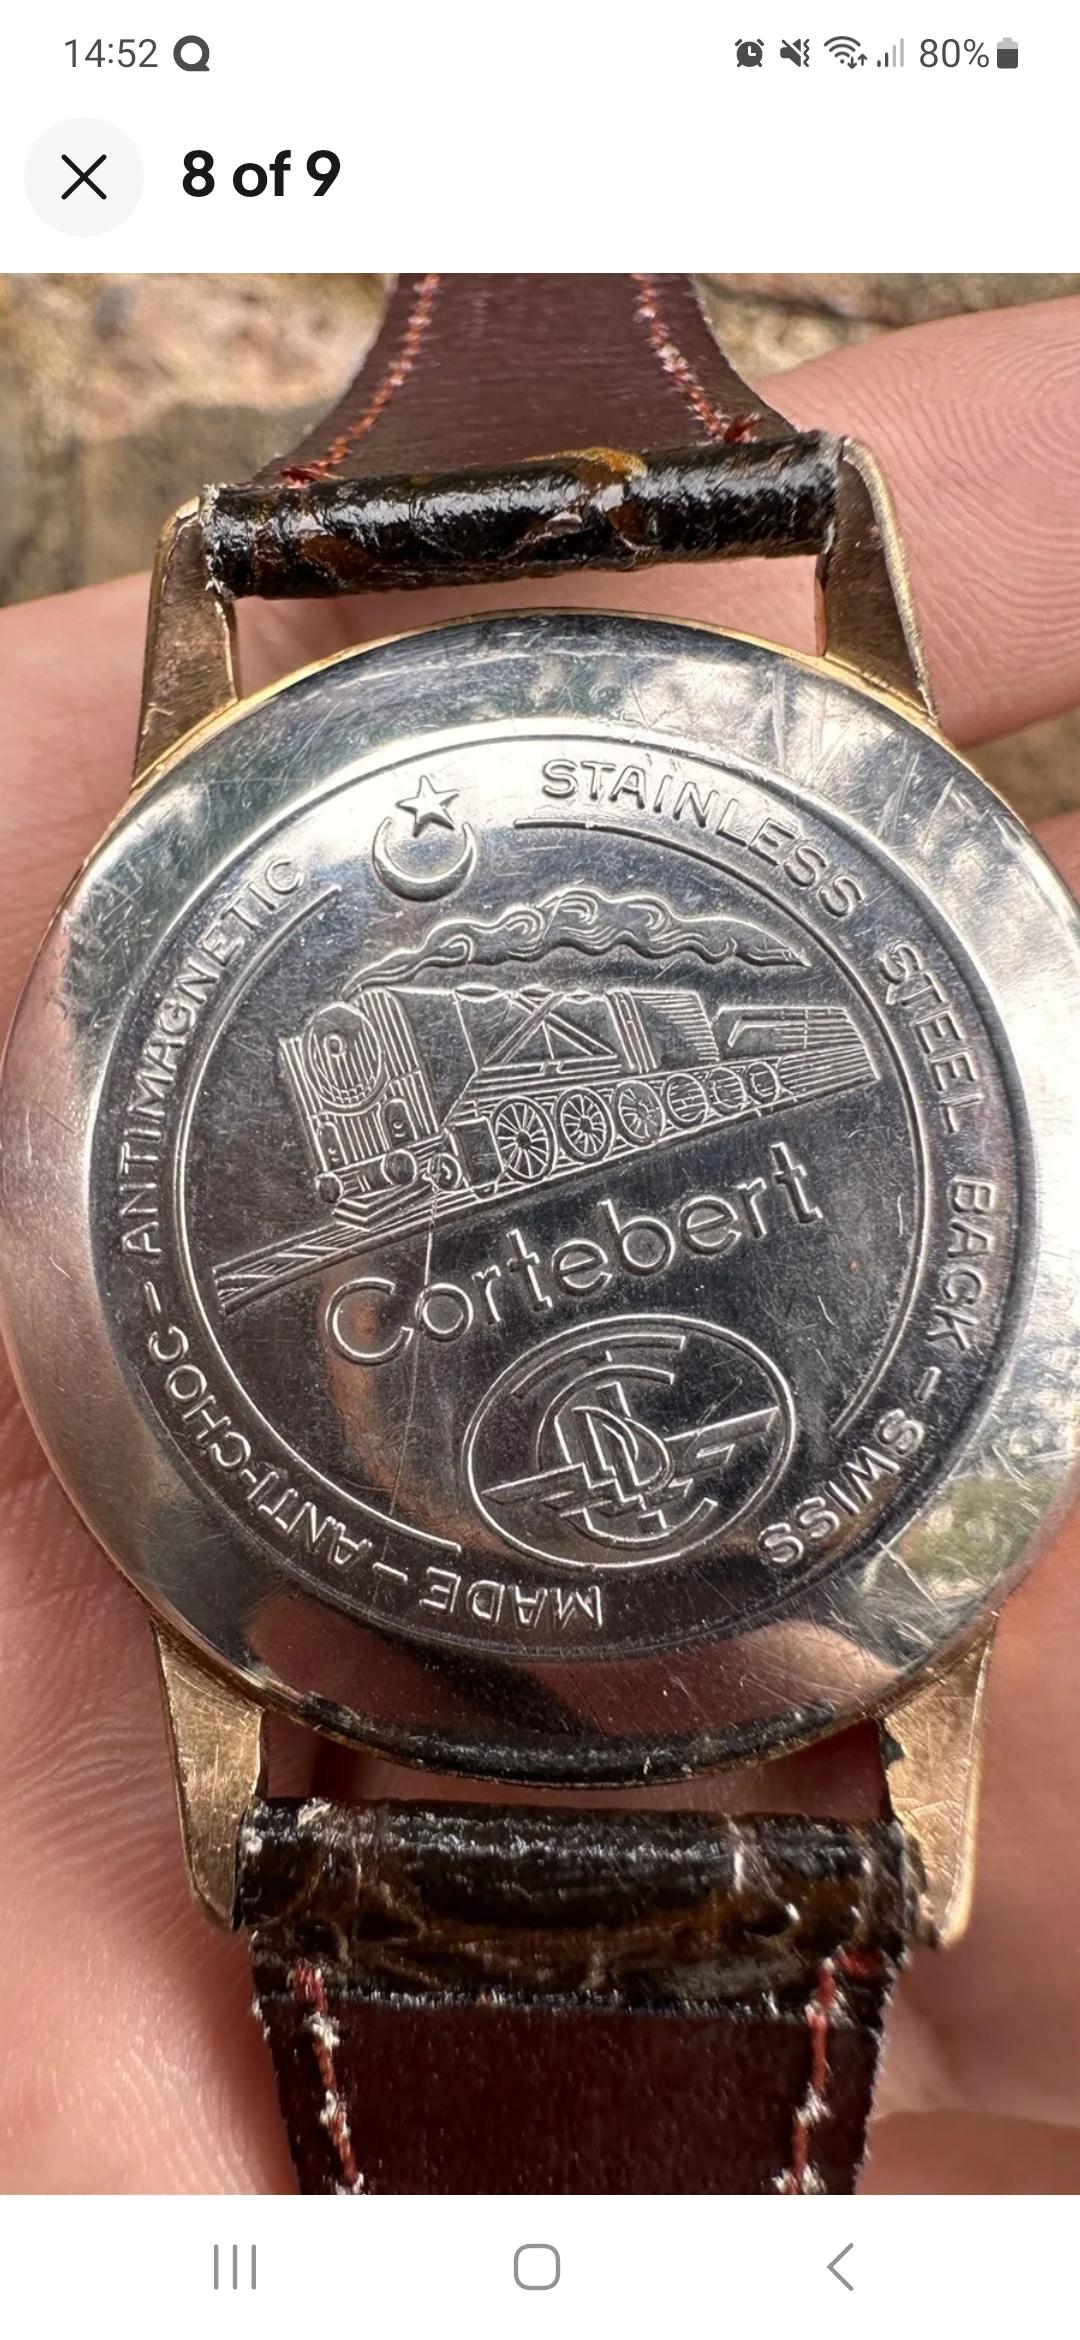 14:52
80%
8 of 9
STAINLESS STEEL BACK - SWISS MADE - ANTI-CHOC - ANTIMAGNETIC
Cortebert